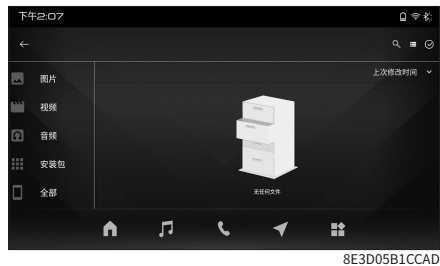 下午2:07
上次修改时间
图片
视频
音频
安装包
全部
无任何文件
8E3D05B1CCAD